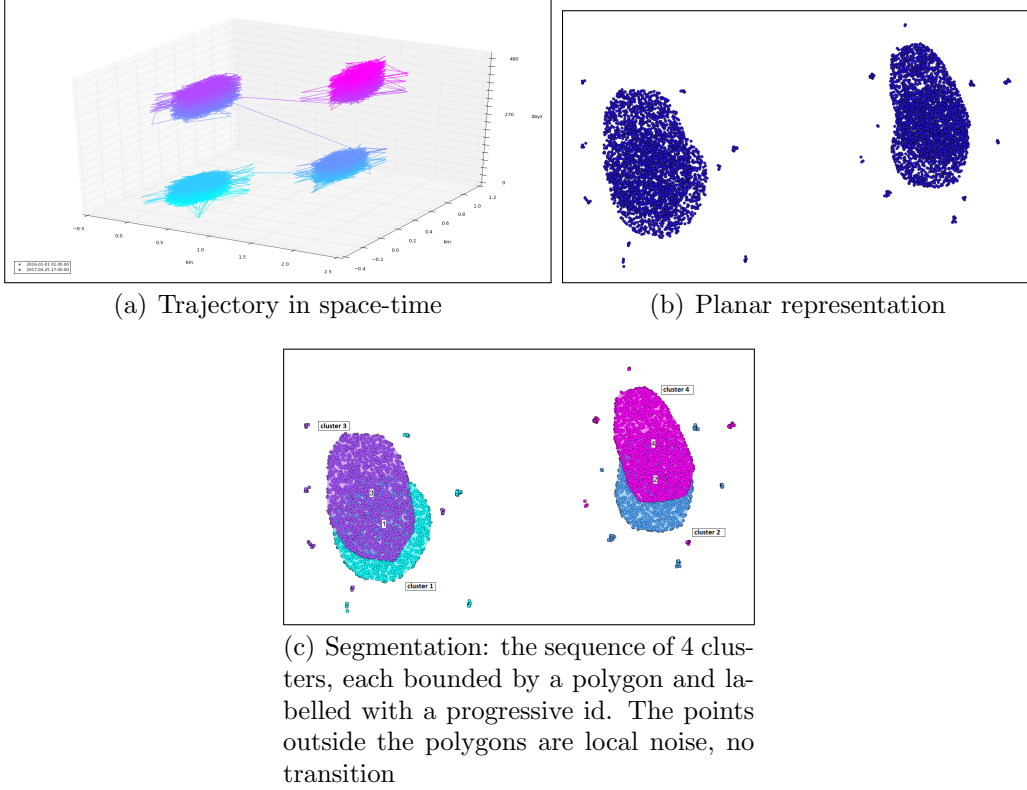 480
270
days
0
1.2
1.0
0.8
0.6
0.4
0.2
0.0
−0.2
−0.4
Km
−0.5
0.0
0.5
1.0
1.5
2.0
2.5
Km
2016-01-01 01:00:00
2017-04-25 17:00:00
(a) Trajectory in space-time
(b) Planar representation
cluster 4
cluster 3
4
2
3
1
cluster 2
cluster 1
(c) Segmentation: the sequence of 4 clus-
ters, each bounded by a polygon and la-
belled with a progressive id. The points
outside the polygons are local noise, no
transition